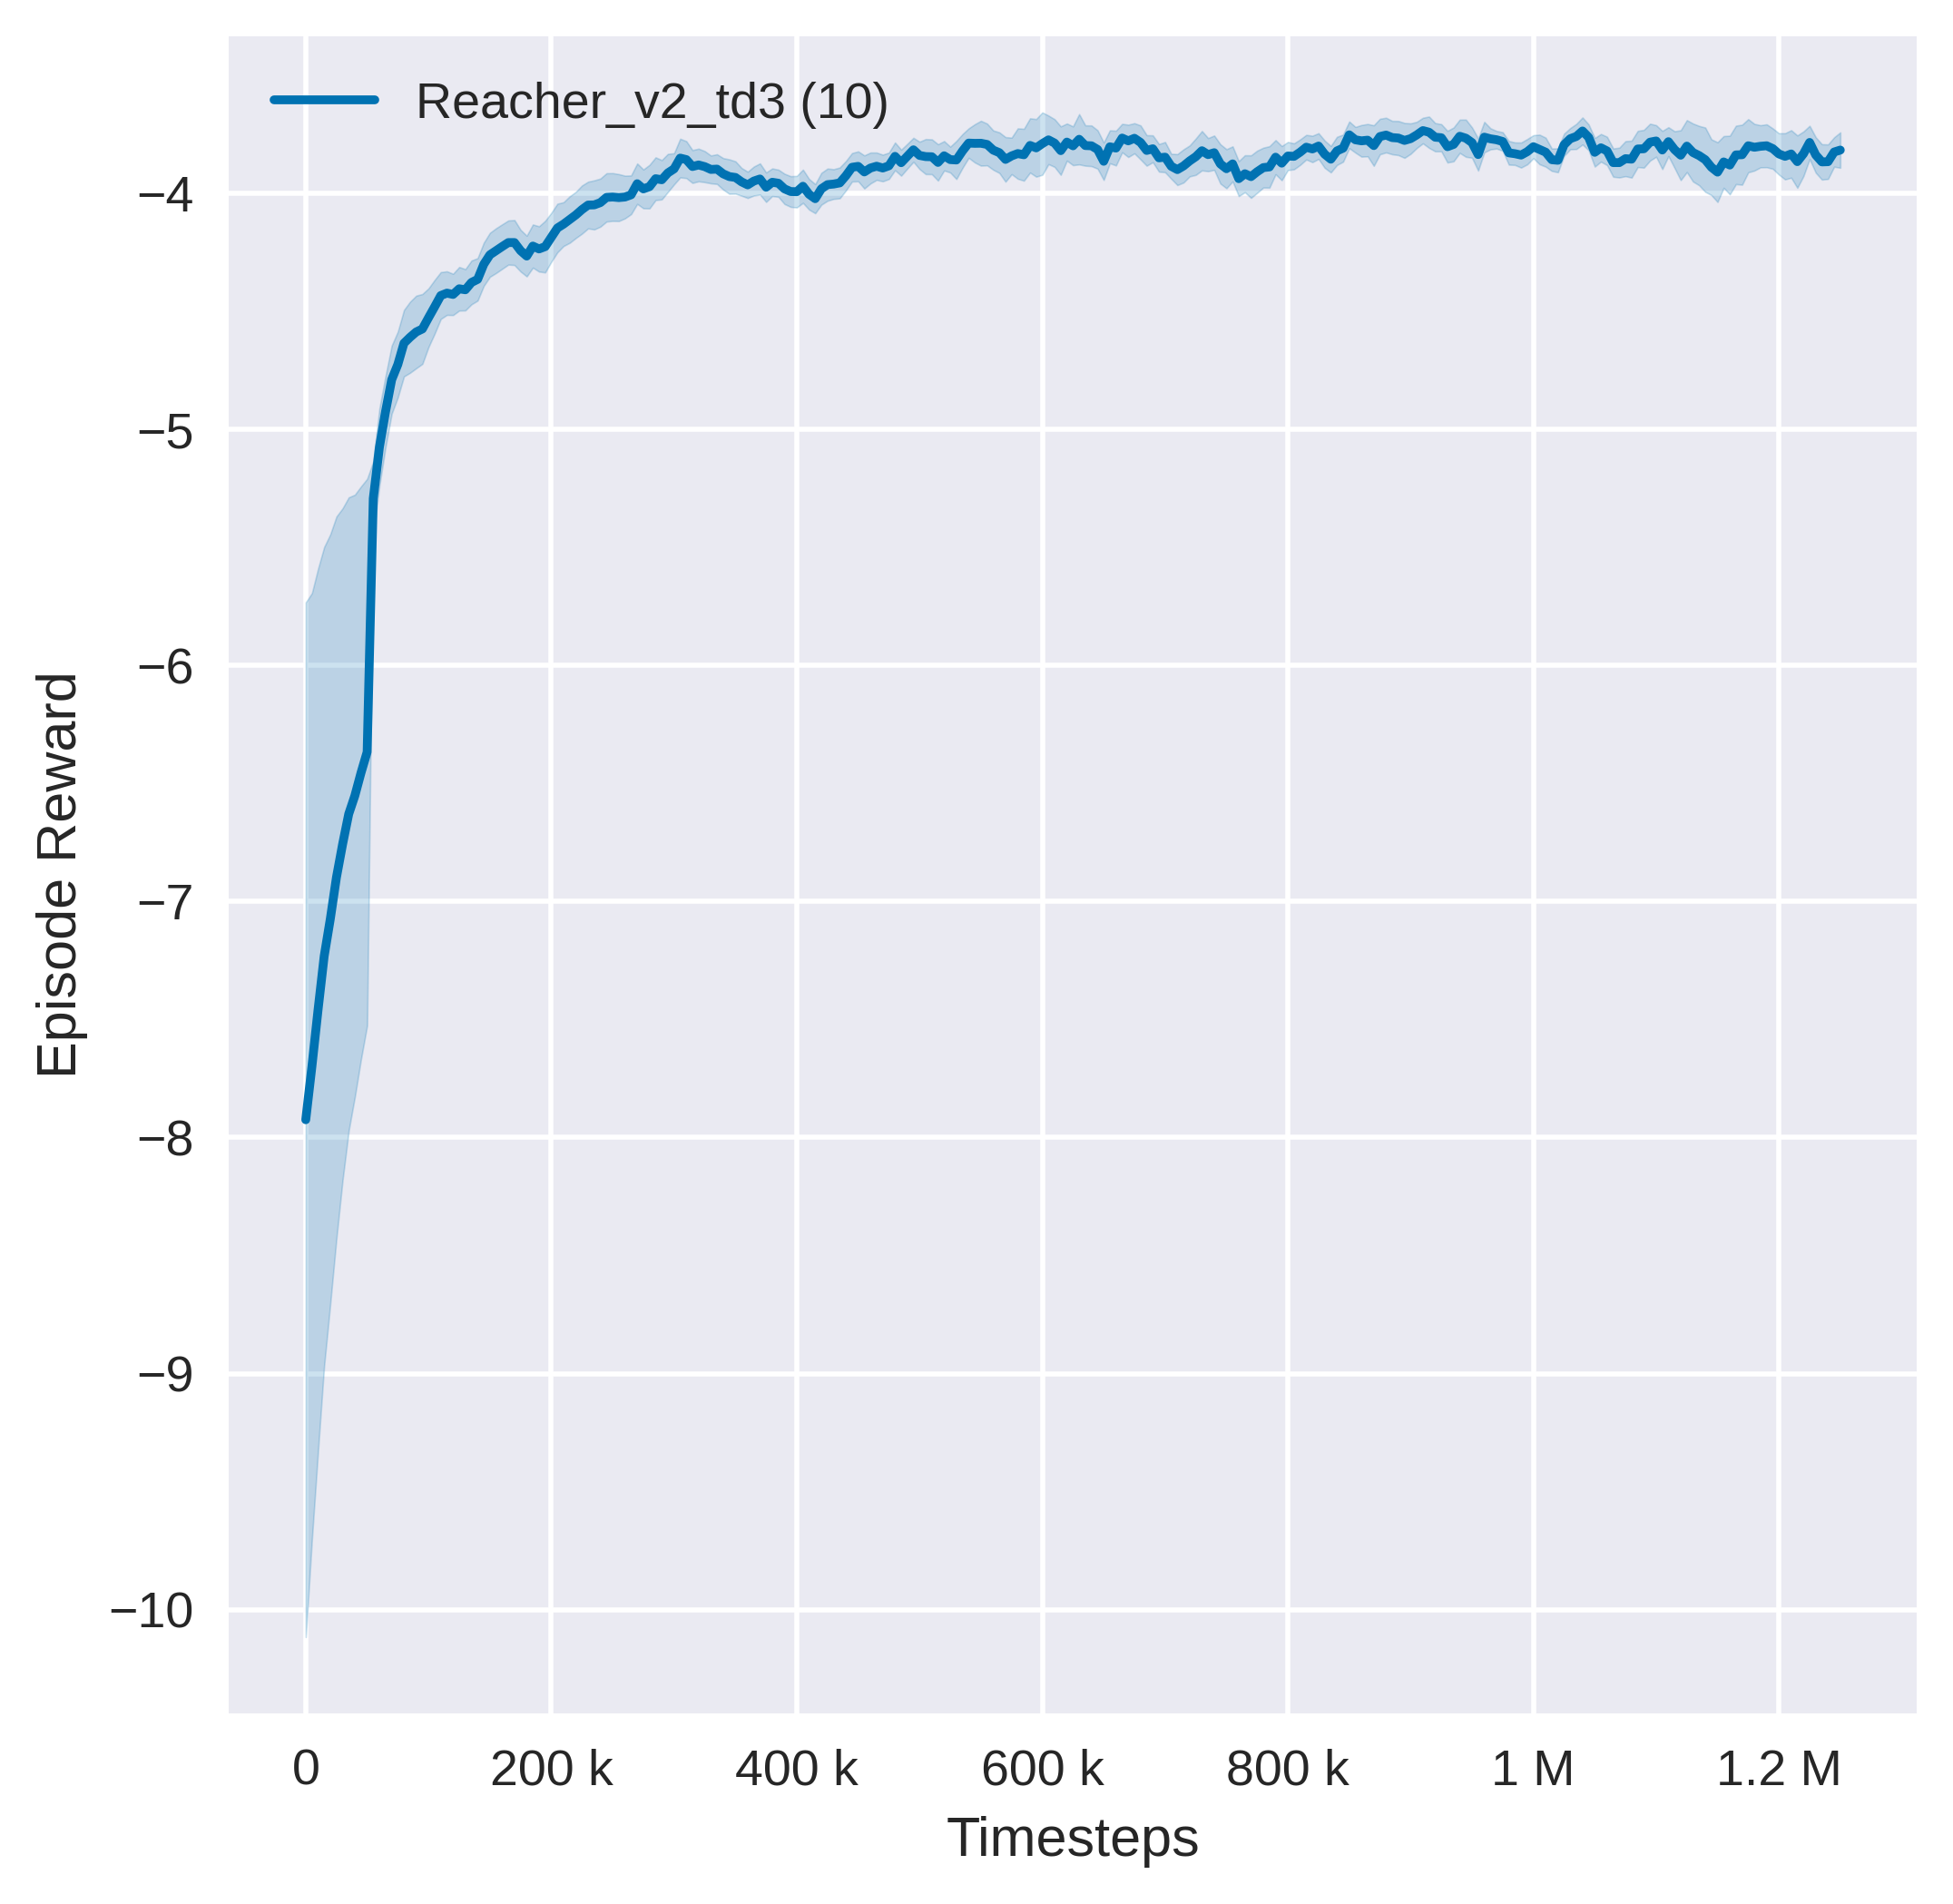 Reacher_v2_td3 (10)
−4
−5
−6
−7
−8
−9
−10
Episode Reward
0 200 k 400 k 600 k 800 k 1 M 1.2 M
Timesteps